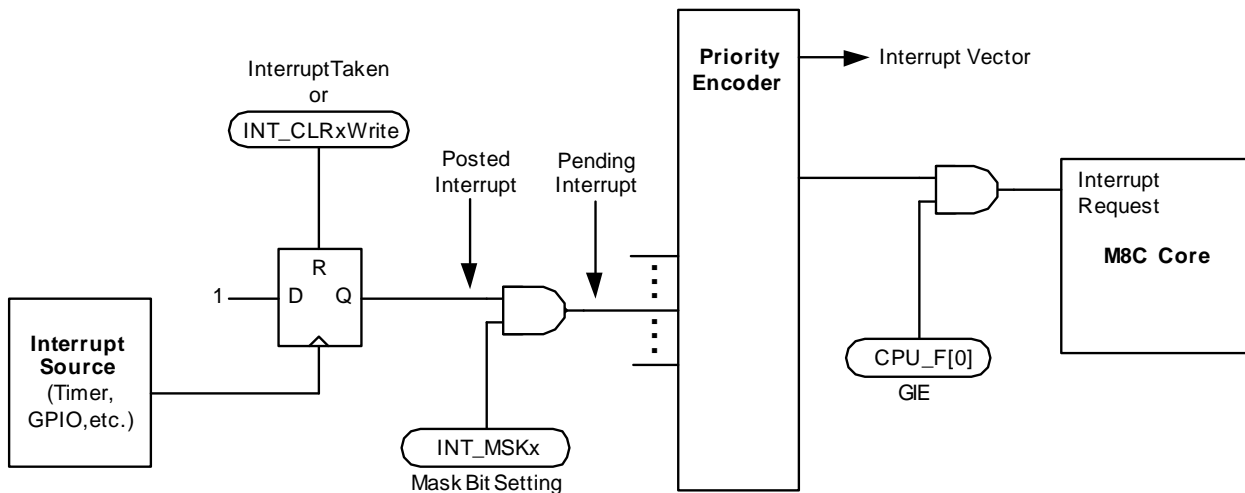 InterruptTaken
or
INT_CLRxWrite
Posted
Interrupt
Pending
Interrupt
Priority
Encoder
Interrupt Vector
Interrupt
Request
M8C Core
R
1
D
Q
Interrupt
Source
(Timer,
GPIO,etc.)
INT_MSKx
Mask Bit Setting
CPU_F[0]
GIE